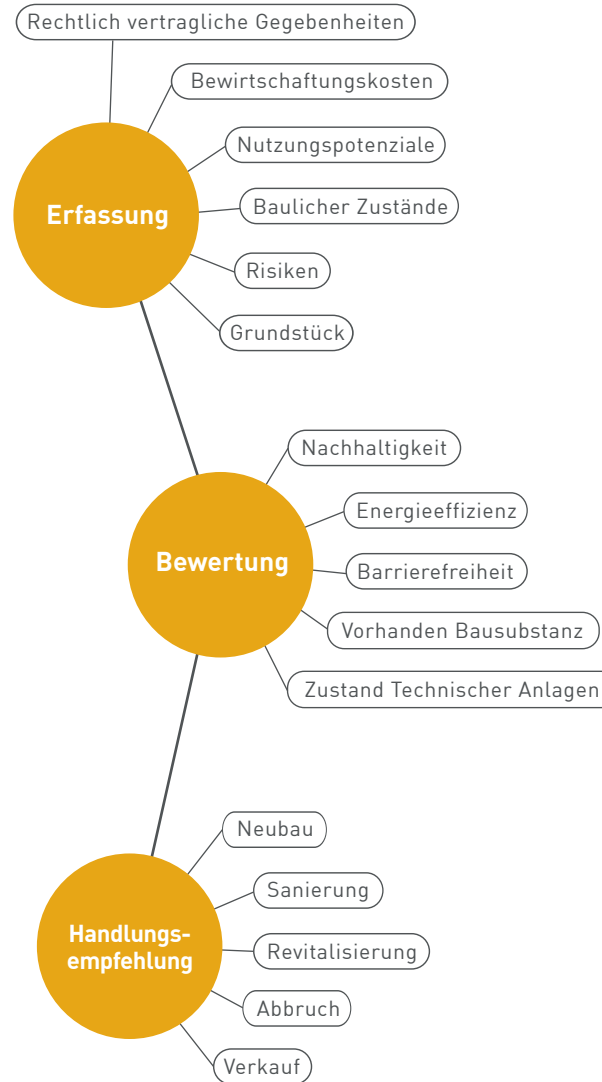 Rechtlich vertragliche Gegebenheiten
Bewirtschaftungskosten
Nutzungspotenziale
Erfassung
Baulicher Zustände
Risiken
Grundstück
Nachhaltigkeit
Energieeffizienz
Bewertung
Barrierefreiheit
Vorhanden Bausubstanz
Zustand Technischer Anlagen
Neubau
Sanierung
Handlungs-
empfehlung
Revitalisierung
Abbruch
Verkauf